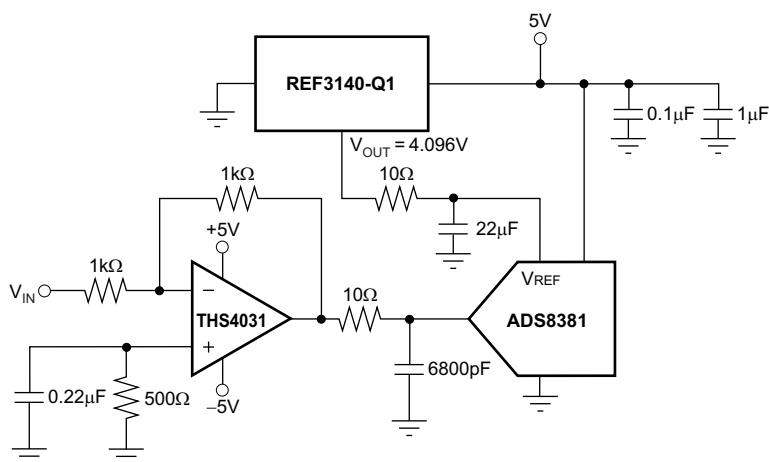 5V
REF3140-Q1
0.1µF
1µF
V_OUT = 4.096V
1kΩ
10Ω
+5V
22µF
1kΩ
V_REF
V_IN
−
10Ω
THS4031
ADS8381
+
6800pF
0.22µF
500Ω
−5V